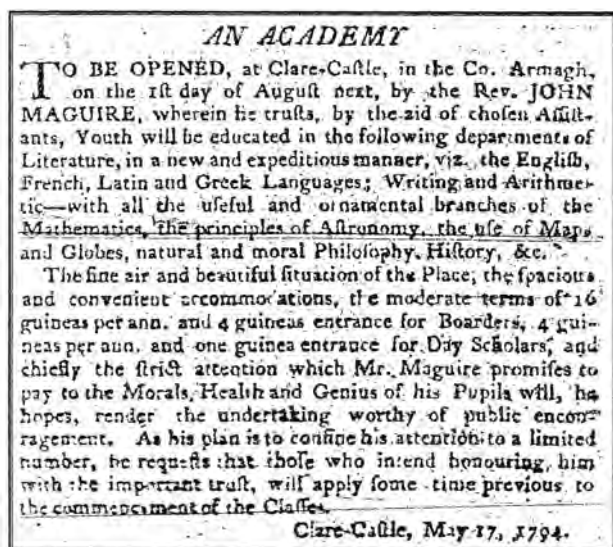 AN ACADEMY
TO BE OPENED, at Clare-Castle, in the Co. Armagh,
on the 1st day of Auguſt next, by the Rev. JOHN
MAGUIRE, wherein he truſts, by the aid of choſen Aſſiſt-
ants, Youth will be educated in the following departments of
Literature, in a new and expeditious manner, viz. the Engliſh,
French, Latin and Greek Languages; Writing and Arithme-
tic—with all the uſeful and ornamental branches of the
Mathematics, the principles of Aſtronomy, the uſe of Maps
and Globes, natural and moral Philoſophy, Hiſtory, &c.
The fine air and beautiful ſituation of the Place; the ſpacious
and convenient accommodations, the moderate terms of 16
guineas per ann. and 4 guineas entrance for Boarders, 4 gui-
neas per ann. and one guinea entrance for Day Scholars, and
chiefly the ſtrict attention which Mr. Maguire promiſes to
pay to the Morals, Health and Genius of his Pupils will, he
hopes, render the undertaking worthy of public encou-
ragement. As his plan is to confine his attention to a limited
number, he requeſts that thoſe who intend honouring him
with the important truſt, will apply ſome time previous to
the commencement of the Claſſes.
Clare-Caſtle, May 17, 1794.